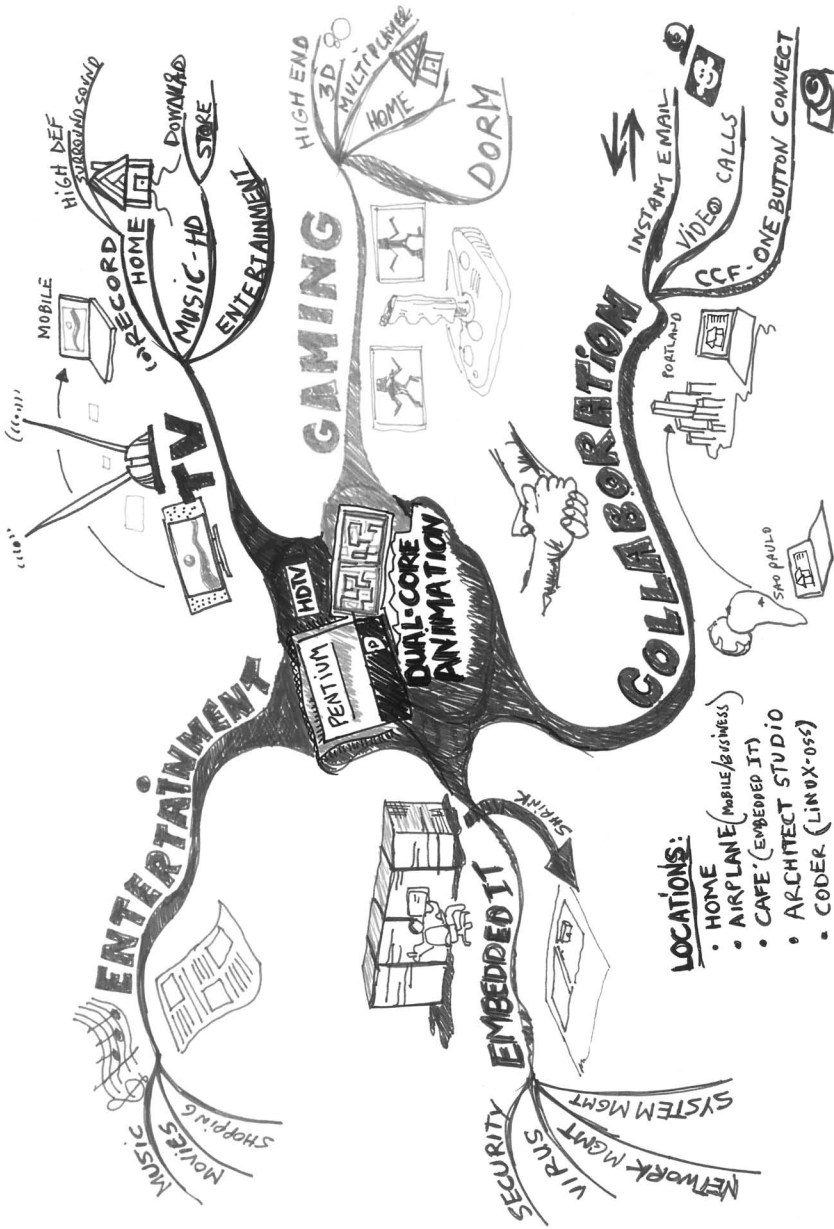 PENTIUM
D
HDTV
DUAL-CORE
ANIMATION
TV
MOBILE
RECORD
HIGH DEF
SURROUND SOUND
HOME
MUSIC-HD
DOWNLOAD
STORE
ENTERTAINMENT
GAMING
HIGH END
3D
MULTIPLAYER
HOME
DORM
COLLABORATION
INSTANT EMAIL
VIDEO CALLS
CCF-ONE BUTTON CONNECT
PORTLAND
SAO PAULO
EMBEDDED IT
SHRINK
SECURITY
VIRUS
NETWORK MGMT
SYSTEM MGMT
ENTERTAINMENT
MUSIC
MOVIES
SHOPPING
LOCATIONS:
• HOME
• AIRPLANE (MOBILE/BUSINESS)
• CAFE' (EMBEDDED IT)
• ARCHITECT STUDIO
• CODER (LINUX-OSS)